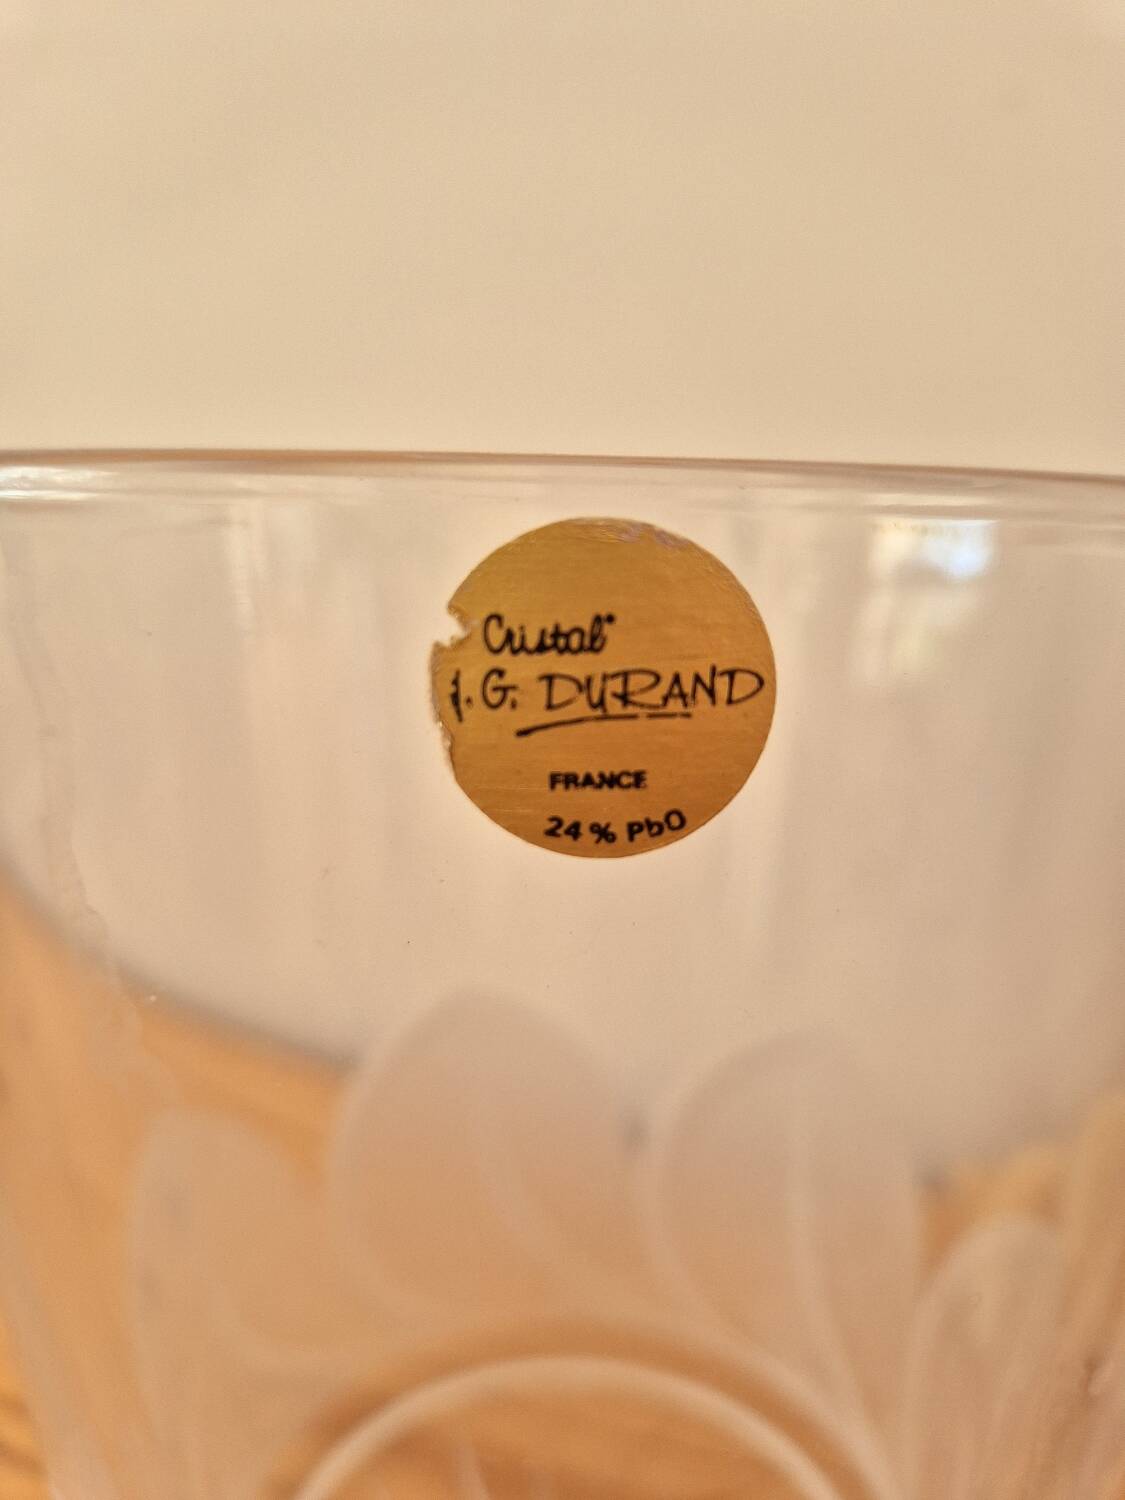 Cristal
J. G. DURAND
FRANCE
24% PbO